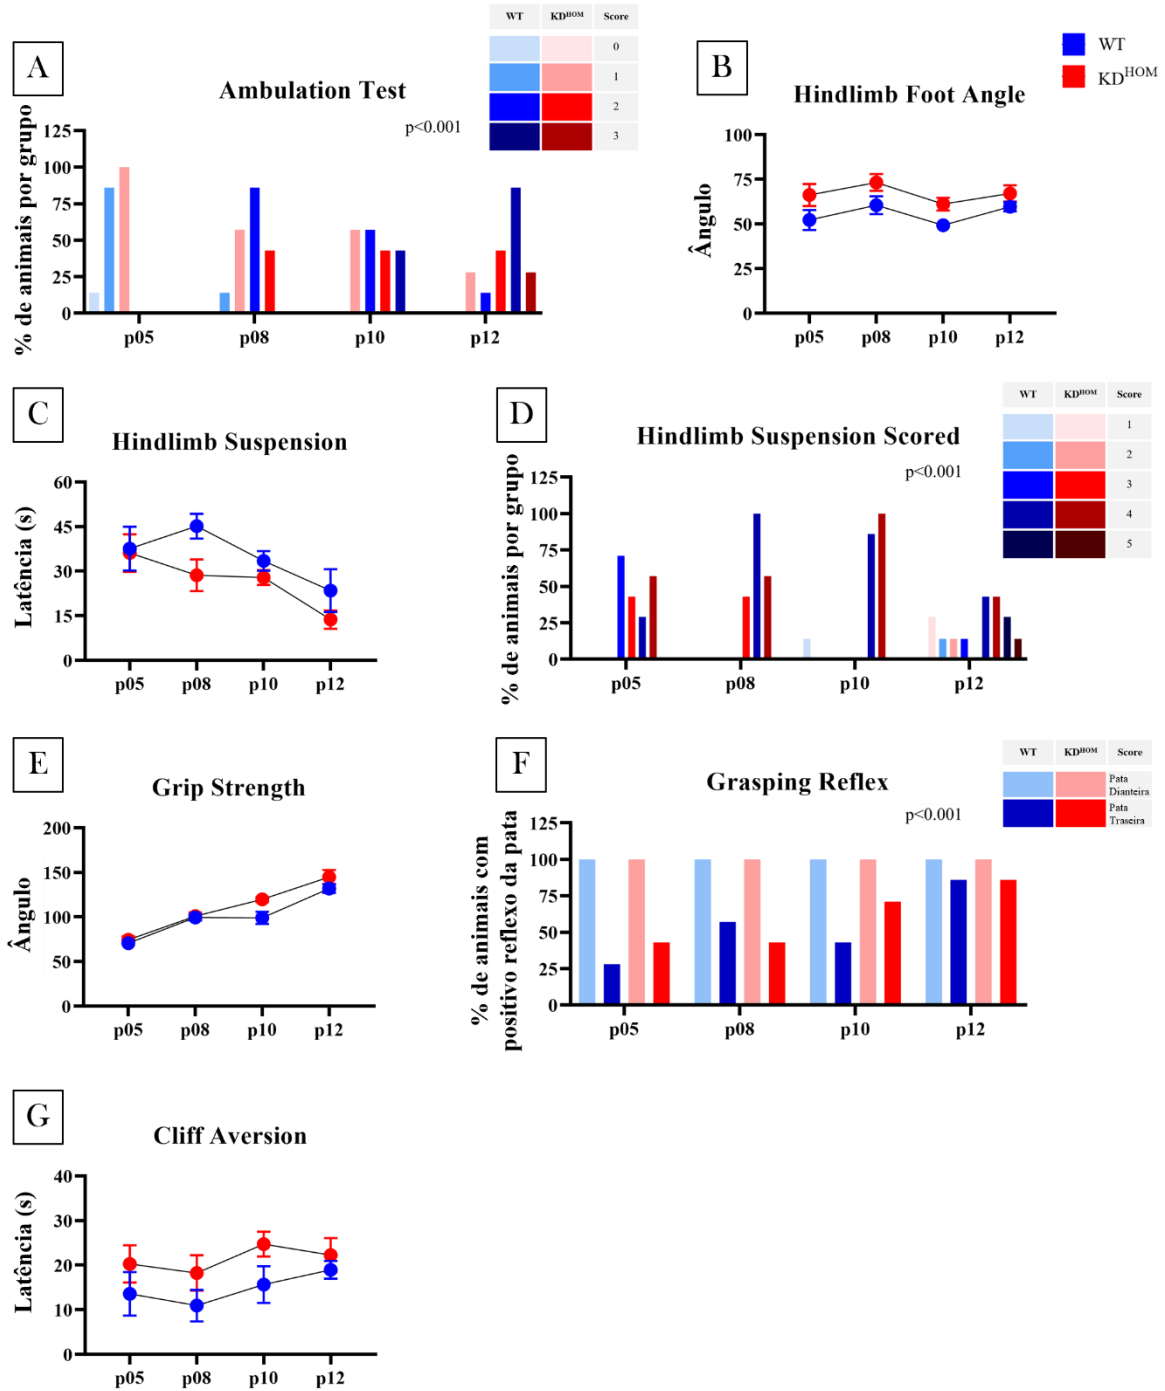 WT KDHOM Score
0
1
2
3
A
Ambulation Test
p<0.001
% de animais por grupo
125
100
75
50
25
0
p05 p08 p10 p12
WT
KDHOM
B
Hindlimb Foot Angle
Ângulo
100
75
50
25
0
p05 p08 p10 p12
C
Hindlimb Suspension
Latência (s)
60
45
30
15
0
p05 p08 p10 p12
WT KDHOM Score
1
2
3
4
5
D
Hindlimb Suspension Scored
p<0.001
% de animais por grupo
125
100
75
50
25
0
p05 p08 p10 p12
E
Grip Strength
Ângulo
200
150
100
50
0
p05 p08 p10 p12
WT KDHOM Score
Pata
Dianteira
Pata
Traseira
F
Grasping Reflex
p<0.001
% de animais com
positivo reflexo da pata
125
100
75
50
25
0
p05 p08 p10 p12
G
Cliff Aversion
Latência (s)
40
30
20
10
0
p05 p08 p10 p12